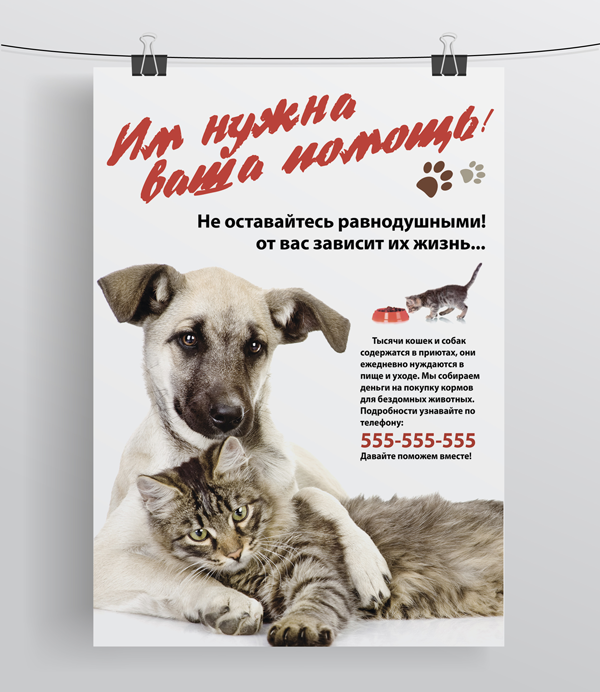 Им нужна
ваша помощь!
Не оставайтесь равнодушными!
от вас зависит их жизнь...
Тысячи кошек и собак
содержатся в приютах, они
ежедневно нуждаются в
пище и уходе. Мы собираем
деньги на покупку кормов
для бездомных животных.
Подробности узнавайте по
телефону:
555-555-555
Давайте поможем вместе!